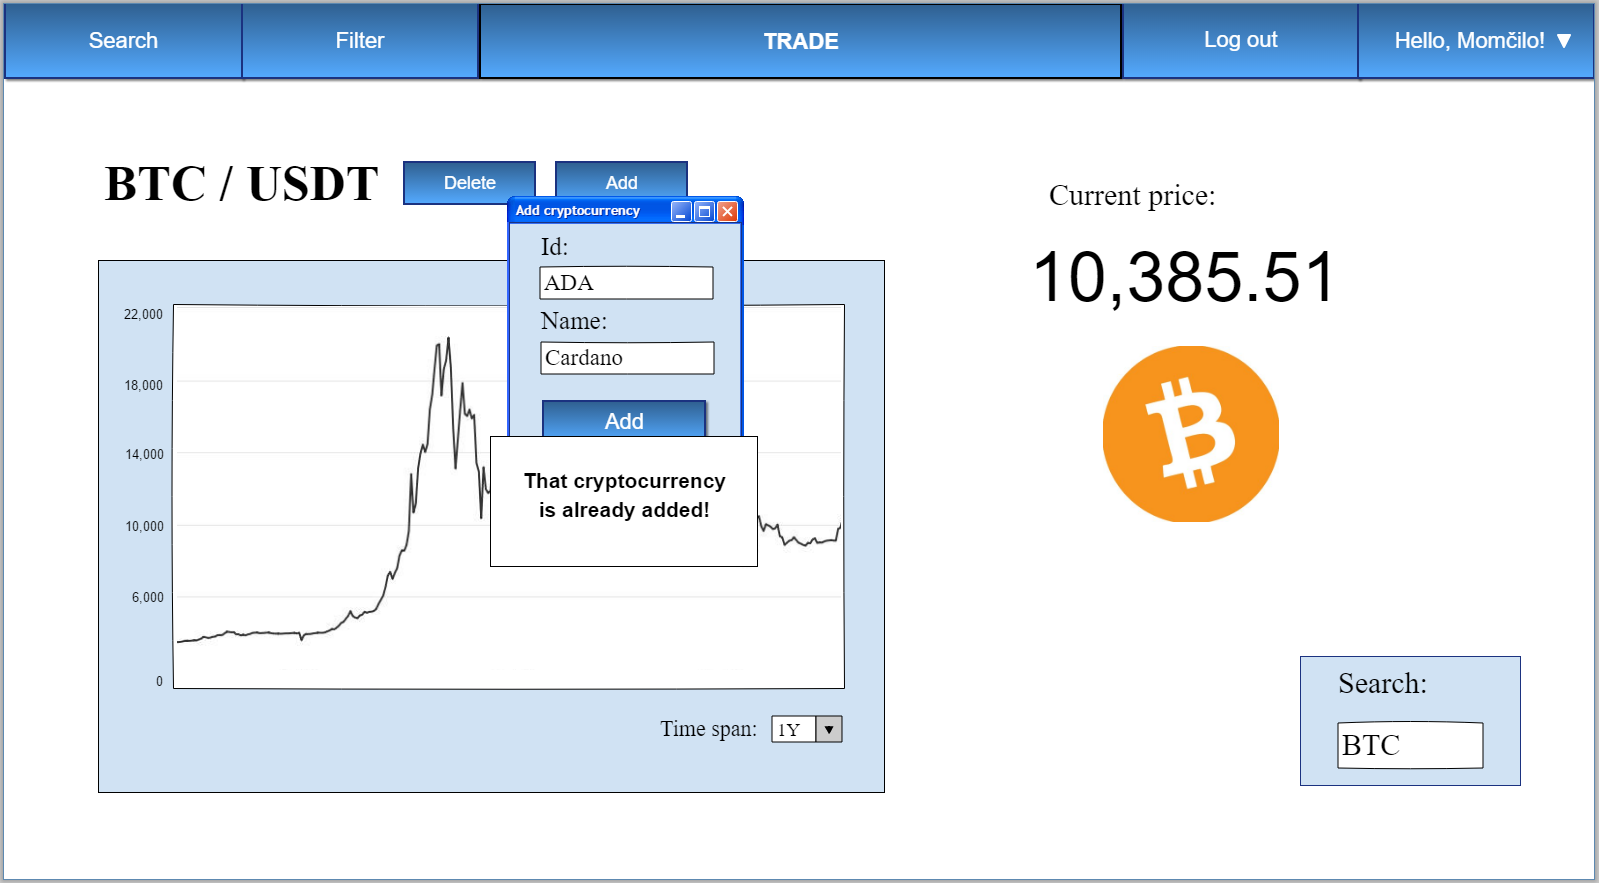 Search
Filter
TRADE
Log out
Hello, Momčilo! ▼
BTC / USDT
Delete
Add
Add cryptocurrency
Id:
ADA
Name:
Cardano
Add
That cryptocurrency
is already added!
22,000
18,000
14,000
10,000
6,000
0
Time span:
1Y
Current price:
10,385.51
Search:
BTC